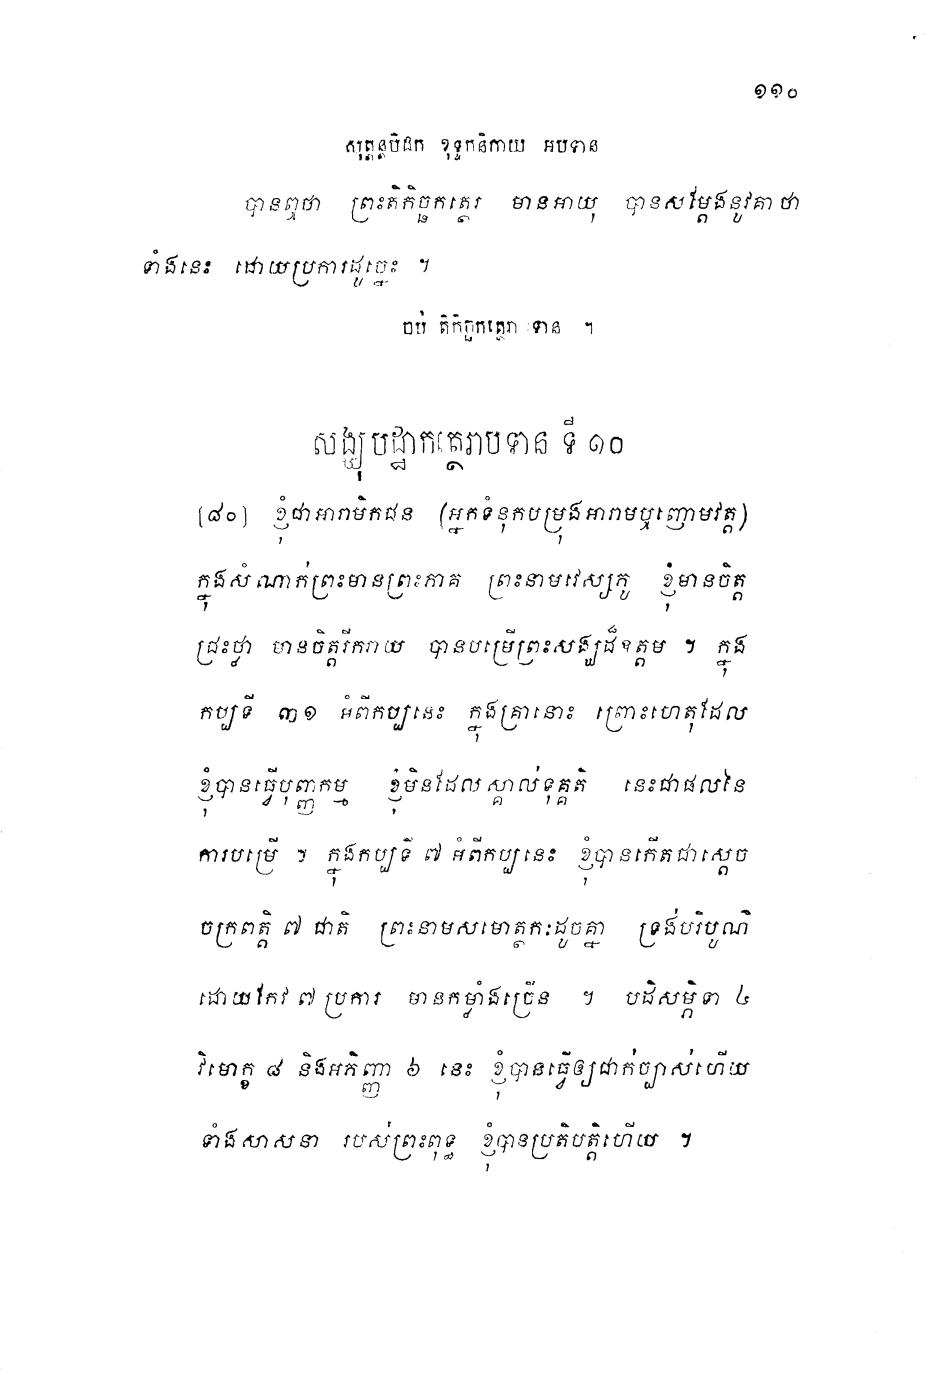 ១១០
សុត្តន្តបិដក ខុទ្ទកនិកាយ អបទាន
បានឮថា ព្រះតិកិច្ឆកត្ថេរ មានអាយុ បានសម្តែងនូវគាថា
ទាំងនេះ ដោយប្រការដូច្នេះ ។
ចប់ តិកិច្ឆកត្ថេរាបទាន ។
សង្ឃុបដ្ឋាកត្ថេរាបទាន ទី ១០
[៨០] ខ្ញុំជាអារាមិកជន (អ្នកទំនុកបម្រុងអារាមឬញោមវត្ត)
ក្នុងសំណាក់ព្រះមានព្រះភាគ ព្រះនាមវេស្សភូ ខ្ញុំមានចិត្ត
ជ្រះថ្លា មានចិត្តរីករាយ បានបម្រើព្រះសង្ឃដ៏ឧត្តម ។ ក្នុង
កប្បទី ៣១ អំពីកប្បនេះ ក្នុងគ្រានោះ ព្រោះហេតុដែល
ខ្ញុំបានធ្វើបុញ្ញកម្ម ខ្ញុំមិនដែលស្គាល់ទុគ្គតិ នេះជាផលនៃ
ការបម្រើ ។ ក្នុងកប្បទី ៧ អំពីកប្បនេះ ខ្ញុំបានកើតជាស្តេច
ចក្រពត្តិ ៧ ជាតិ ព្រះនាមសមោត្ថកៈដូចគ្នា ទ្រង់បរិបូណ៌
ដោយកែវ ៧ ប្រការ មានកម្លាំងច្រើន ។ បដិសម្ភិទា ៤
វិមោក្ខ ៨ និងអភិញ្ញា ៦ នេះ ខ្ញុំបានធ្វើឲ្យជាក់ច្បាស់ហើយ
ទាំងសាសនា របស់ព្រះពុទ្ធ ខ្ញុំបានប្រតិបត្តិហើយ ។